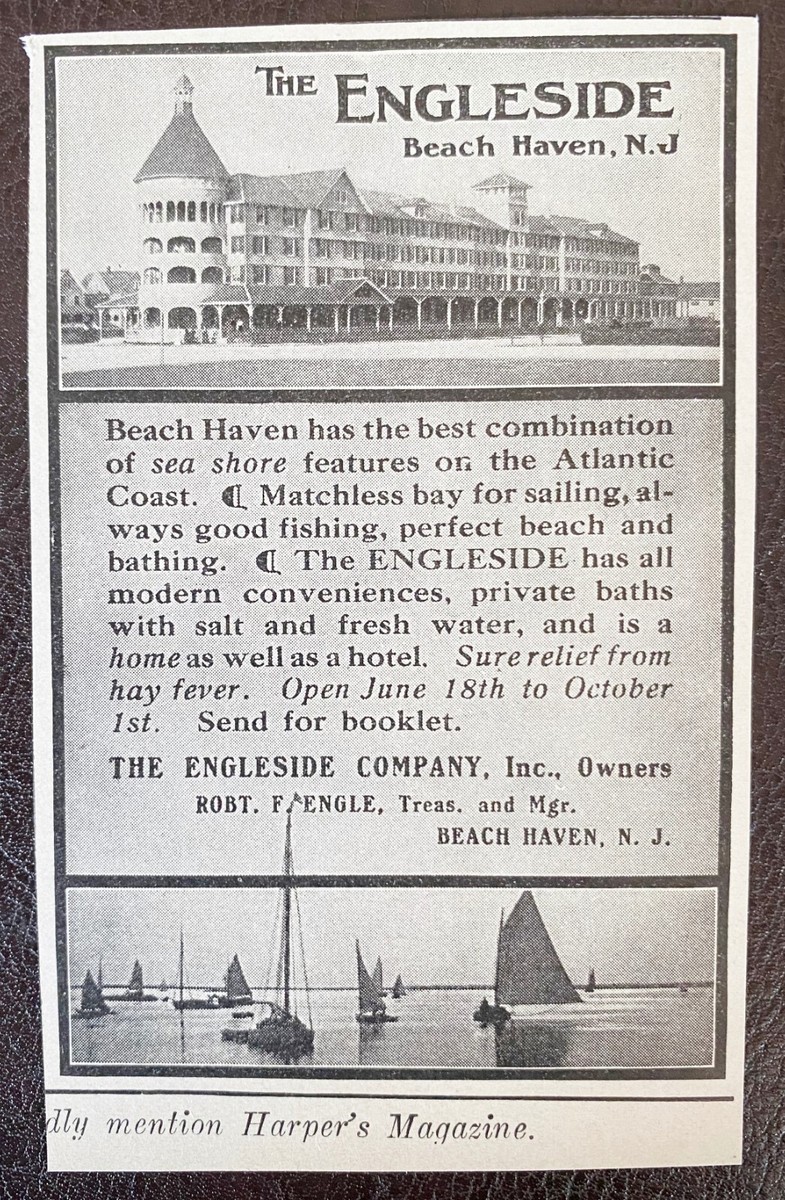 THE ENGLESIDE
Beach Haven, N.J
Beach Haven has the best combination
of sea shore features on the Atlantic
Coast. ⁋ Matchless bay for sailing, al-
ways good fishing, perfect beach and
bathing. ⁋ The ENGLESIDE has all
modern conveniences, private baths
with salt and fresh water, and is a
home as well as a hotel. Sure relief from
hay fever. Open June 18th to October
1st. Send for booklet.
THE ENGLESIDE COMPANY, Inc., Owners
ROBT. F. ENGLE, Treas. and Mgr.
BEACH HAVEN, N. J.
dly mention Harper's Magazine.